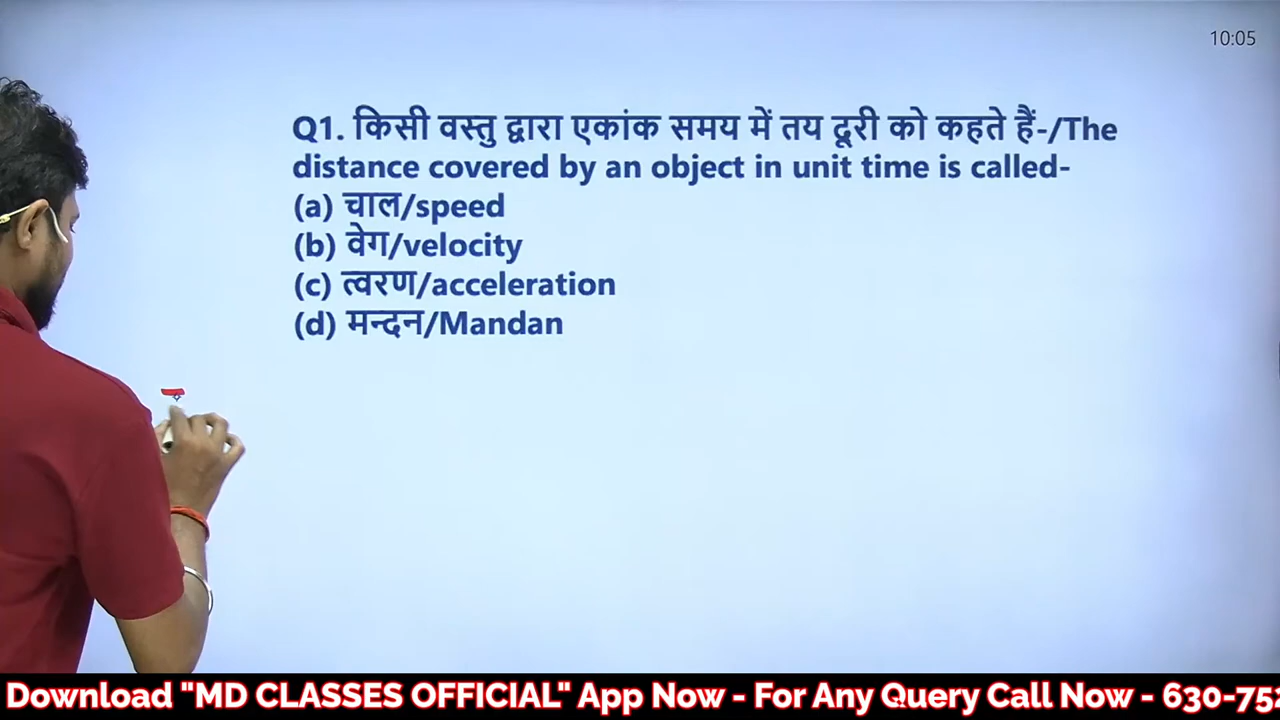 10:05
Q1. किसी वस्तु द्वारा एकांक समय में तय दूरी को कहते हैं-/The
distance covered by an object in unit time is called-
(a) चाल/speed
(b) वेग/velocity
(c) त्वरण/acceleration
(d) मन्दन/Mandan
Download "MD CLASSES OFFICIAL" App Now - For Any Query Call Now - 630-75